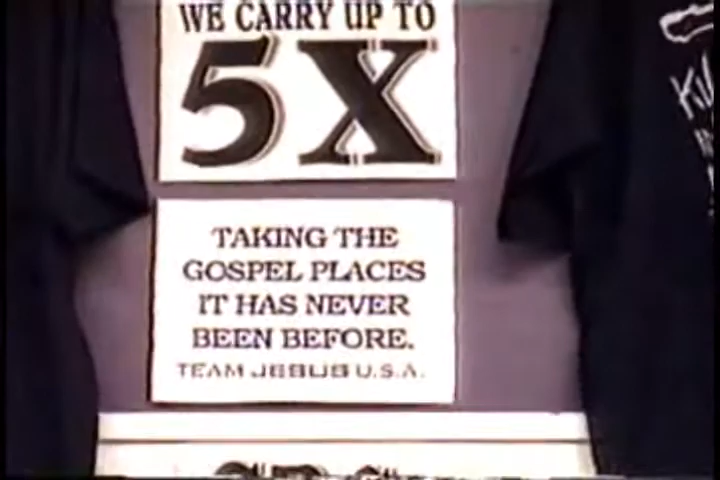 WE CARRY UP TO
5X
TAKING THE
GOSPEL PLACES
IT HAS NEVER
BEEN BEFORE.
TEAM JESUS U.S.A.